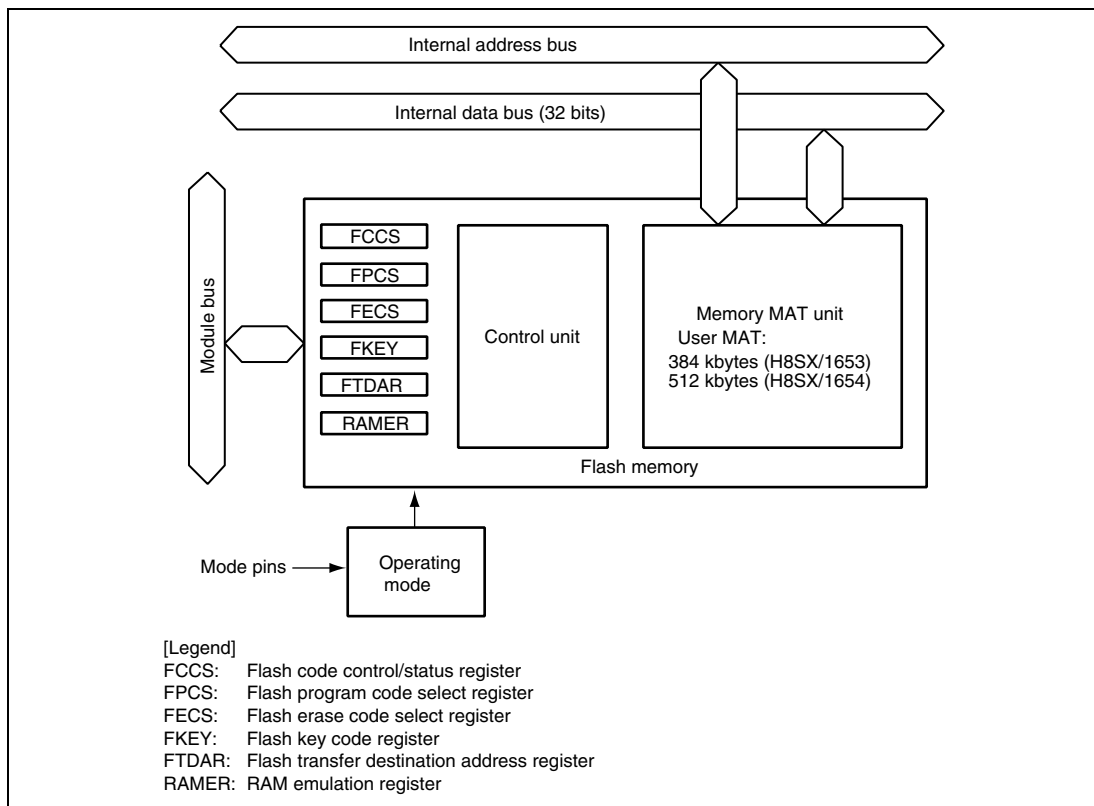 Internal address bus
Internal data bus (32 bits)
Module bus
FCCS
FPCS
FECS
FKEY
FTDAR
RAMER
Control unit
Memory MAT unit
User MAT:
384 kbytes (H8SX/1653)
512 kbytes (H8SX/1654)
Flash memory
Mode pins
Operating
mode
[Legend]
FCCS: Flash code control/status register
FPCS: Flash program code select register
FECS: Flash erase code select register
FKEY: Flash key code register
FTDAR: Flash transfer destination address register
RAMER: RAM emulation register